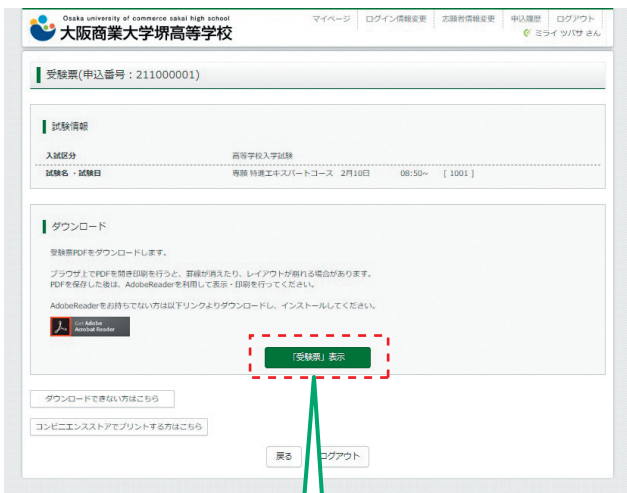 Osaka university of commerce sakai high school
大阪商業大学堺高等学校
マイページ ログイン情報変更 志願者情報変更 申込履歴 ログアウト
ミライ ツバサ さん
受験票(申込番号:211000001)
試験情報
入試区分 高等学校入学試験
試験名・試験日 専願 特進エキスパートコース 2月10日 08:50~ [ 1001 ]
ダウンロード
受験票PDFをダウンロードします。
ブラウザ上でPDFを開き印刷を行うと、罫線が消えたり、レイアウトが崩れる場合があります。
PDFを保存した後は、AdobeReaderを利用して表示・印刷を行ってください。
AdobeReaderをお持ちでない方は以下リンクよりダウンロードし、インストールしてください。
Get Adobe
Acrobat Reader
「受験票」表示
ダウンロードできない方はこちら
コンビニエンスストアでプリントする方はこちら
戻る ログアウト